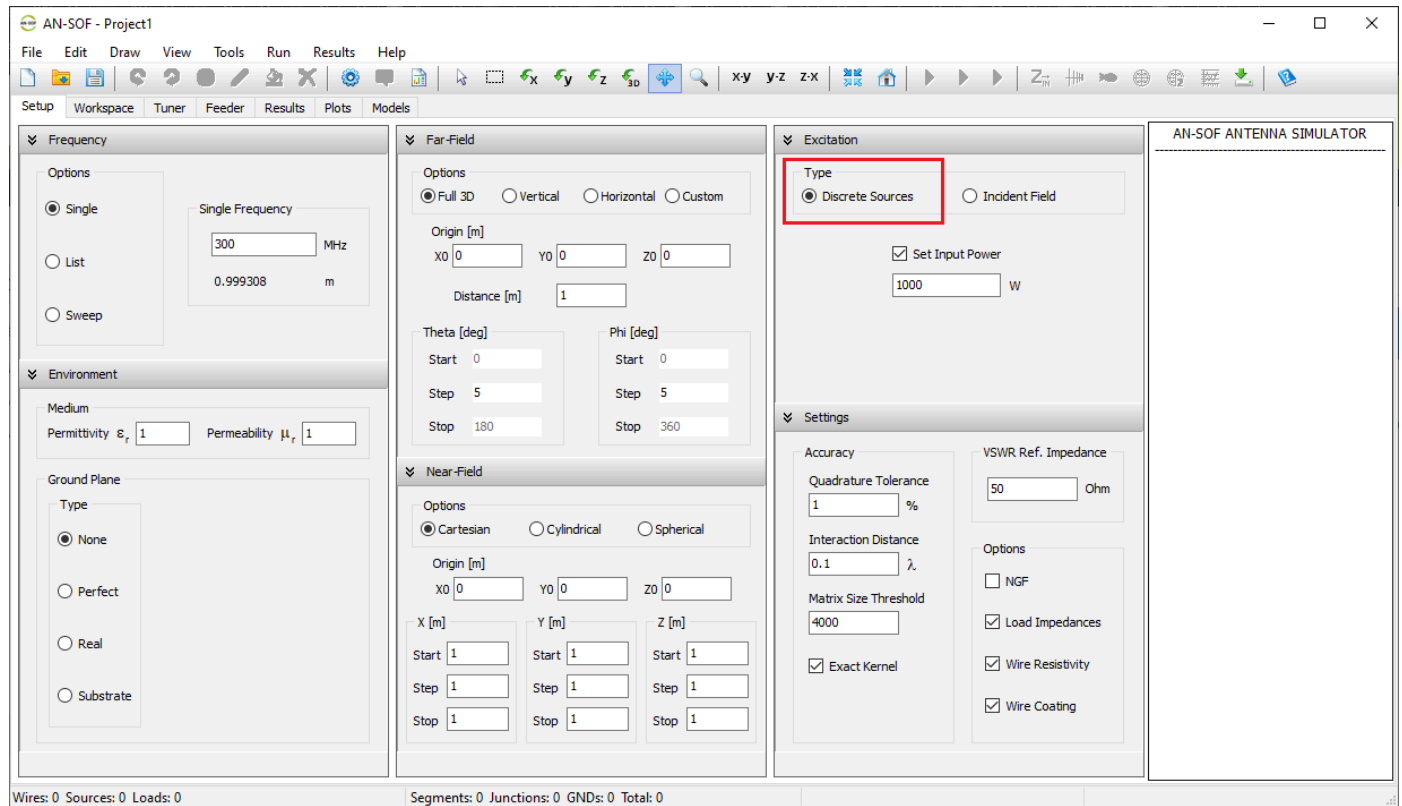 AN-SOF - Project1
File Edit Draw View Tools Run Results Help
x y z 3D x-y y-z z-x Z IN
Setup Workspace Tuner Feeder Results Plots Models
Frequency
Options
Single
List
Sweep
Single Frequency
300 MHz
0.999308 m
Environment
Medium
Permittivity εr 1 Permeability μr 1
Ground Plane
Type
None
Perfect
Real
Substrate
Far-Field
Options
Full 3D Vertical Horizontal Custom
Origin [m]
X0 0 Y0 0 Z0 0
Distance [m] 1
Theta [deg]
Start 0
Step 5
Stop 180
Phi [deg]
Start 0
Step 5
Stop 360
Near-Field
Options
Cartesian Cylindrical Spherical
Origin [m]
X0 0 Y0 0 Z0 0
X [m] Y [m] Z [m]
Start 1 Start 1 Start 1
Step 1 Step 1 Step 1
Stop 1 Stop 1 Stop 1
Excitation
Type
Discrete Sources Incident Field
Set Input Power
1000 W
Settings
Accuracy
Quadrature Tolerance
1 %
Interaction Distance
0.1 λ
Matrix Size Threshold
4000
Exact Kernel
VSWR Ref. Impedance
50 Ohm
Options
NGF
Load Impedances
Wire Resistivity
Wire Coating
AN-SOF ANTENNA SIMULATOR
Wires: 0 Sources: 0 Loads: 0 Segments: 0 Junctions: 0 GNDs: 0 Total: 0